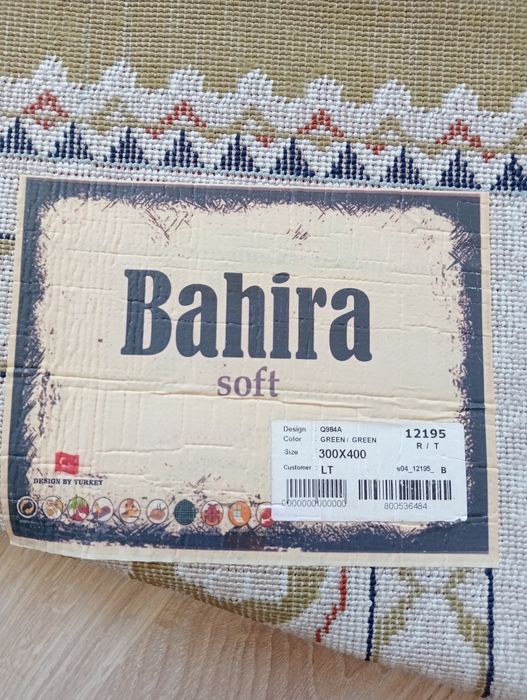 Bahira
soft
Design : Q984A
Color : GREEN / GREEN
12195
R / T
Size : 300X400
Customer : LT
s04_12195_ B
0000000000000
800536484
DESIGN BY TURKEY